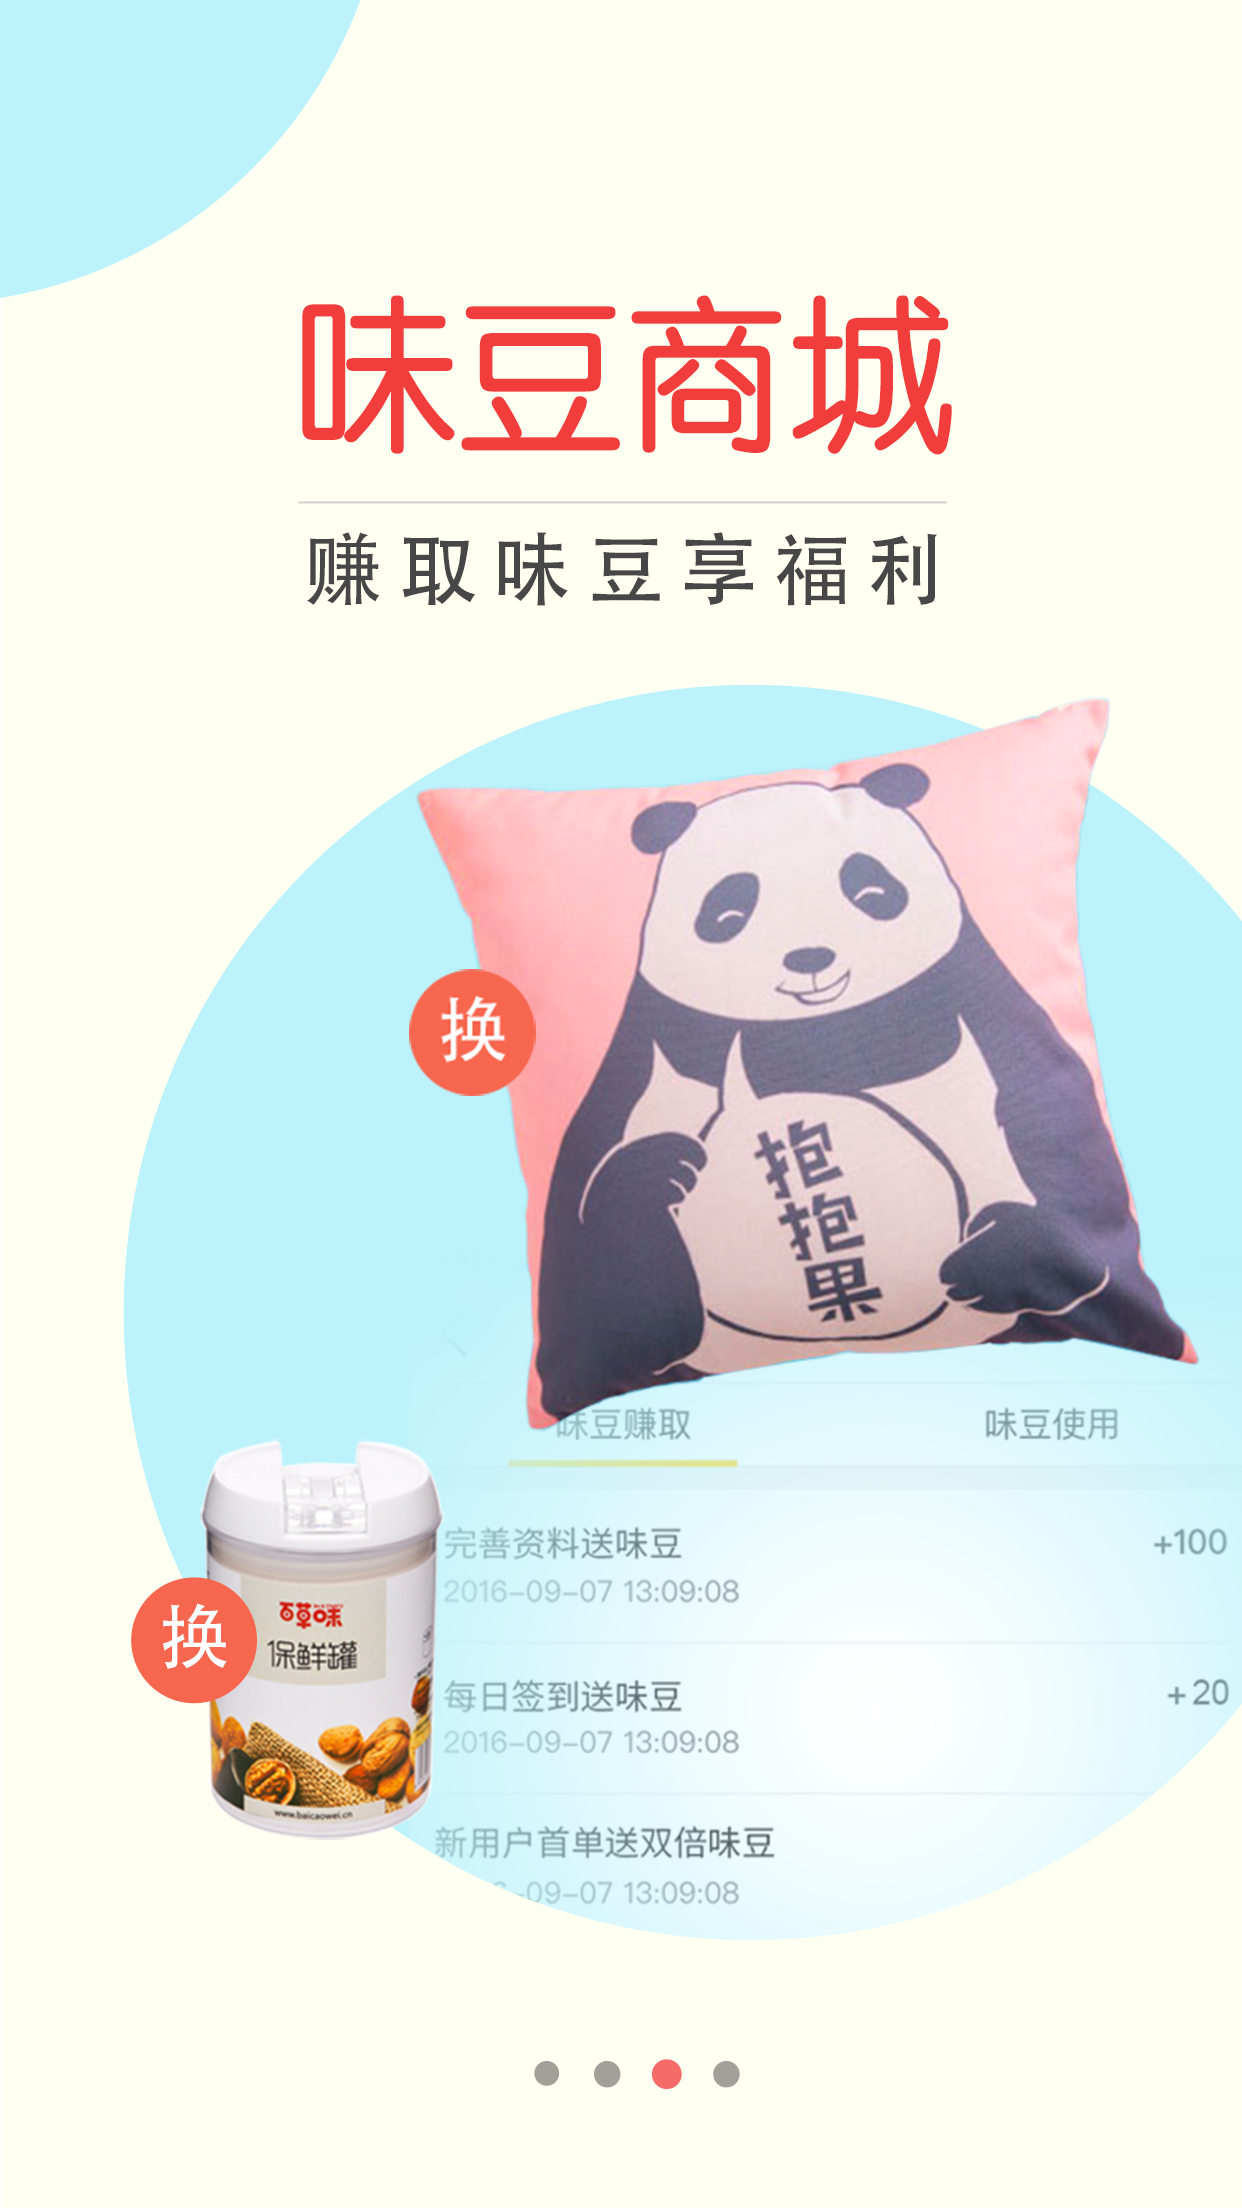 味豆商城
赚取味豆享福利
换
抱
抱
果
味豆赚取
味豆使用
完善资料送味豆
+100
2016-09-07 13:09:08
百草味
保鲜罐
换
每日签到送味豆
+20
2016-09-07 13:09:08
www.baicaowei.cn
新用户首单送双倍味豆
-09-07 13:09:08